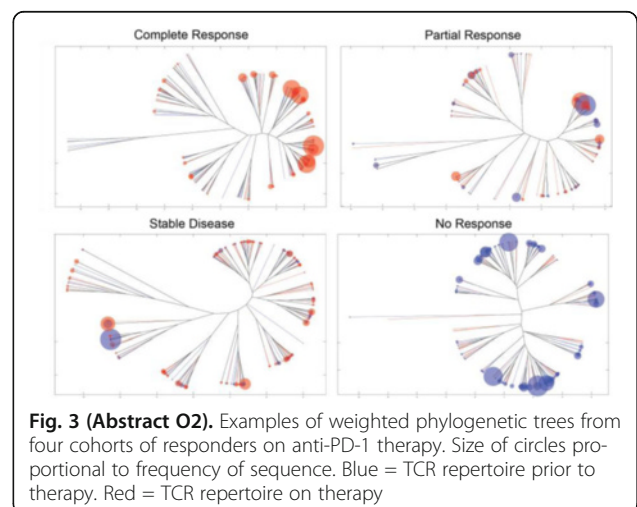 Complete Response
Partial Response
Stable Disease
No Response
Fig. 3 (Abstract O2). Examples of weighted phylogenetic trees from
four cohorts of responders on anti-PD-1 therapy. Size of circles pro-
portional to frequency of sequence. Blue = TCR repertoire prior to
therapy. Red = TCR repertoire on therapy